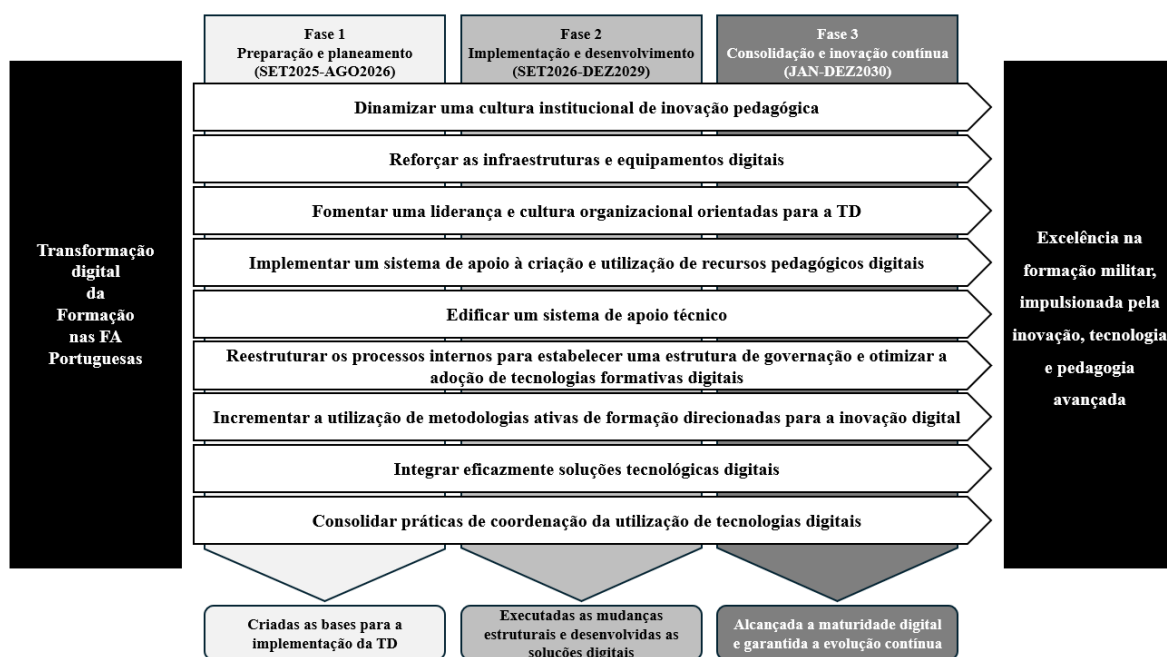 Fase 1
Preparação e planeamento
(SET2025-AGO2026)
Fase 2
Implementação e desenvolvimento
(SET2026-DEZ2029)
Fase 3
Consolidação e inovação contínua
(JAN-DEZ2030)
Transformação
digital
da
Formação
nas FA
Portuguesas
Dinamizar uma cultura institucional de inovação pedagógica
Reforçar as infraestruturas e equipamentos digitais
Fomentar uma liderança e cultura organizacional orientadas para a TD
Implementar um sistema de apoio à criação e utilização de recursos pedagógicos digitais
Edificar um sistema de apoio técnico
Reestruturar os processos internos para estabelecer uma estrutura de governação e otimizar a
adoção de tecnologias formativas digitais
Incrementar a utilização de metodologias ativas de formação direcionadas para a inovação digital
Integrar eficazmente soluções tecnológicas digitais
Consolidar práticas de coordenação da utilização de tecnologias digitais
Excelência na
formação militar,
impulsionada pela
inovação, tecnologia
e pedagogia
avançada
Criadas as bases para a
implementação da TD
Executadas as mudanças
estruturais e desenvolvidas as
soluções digitais
Alcançada a maturidade digital
e garantida a evolução contínua